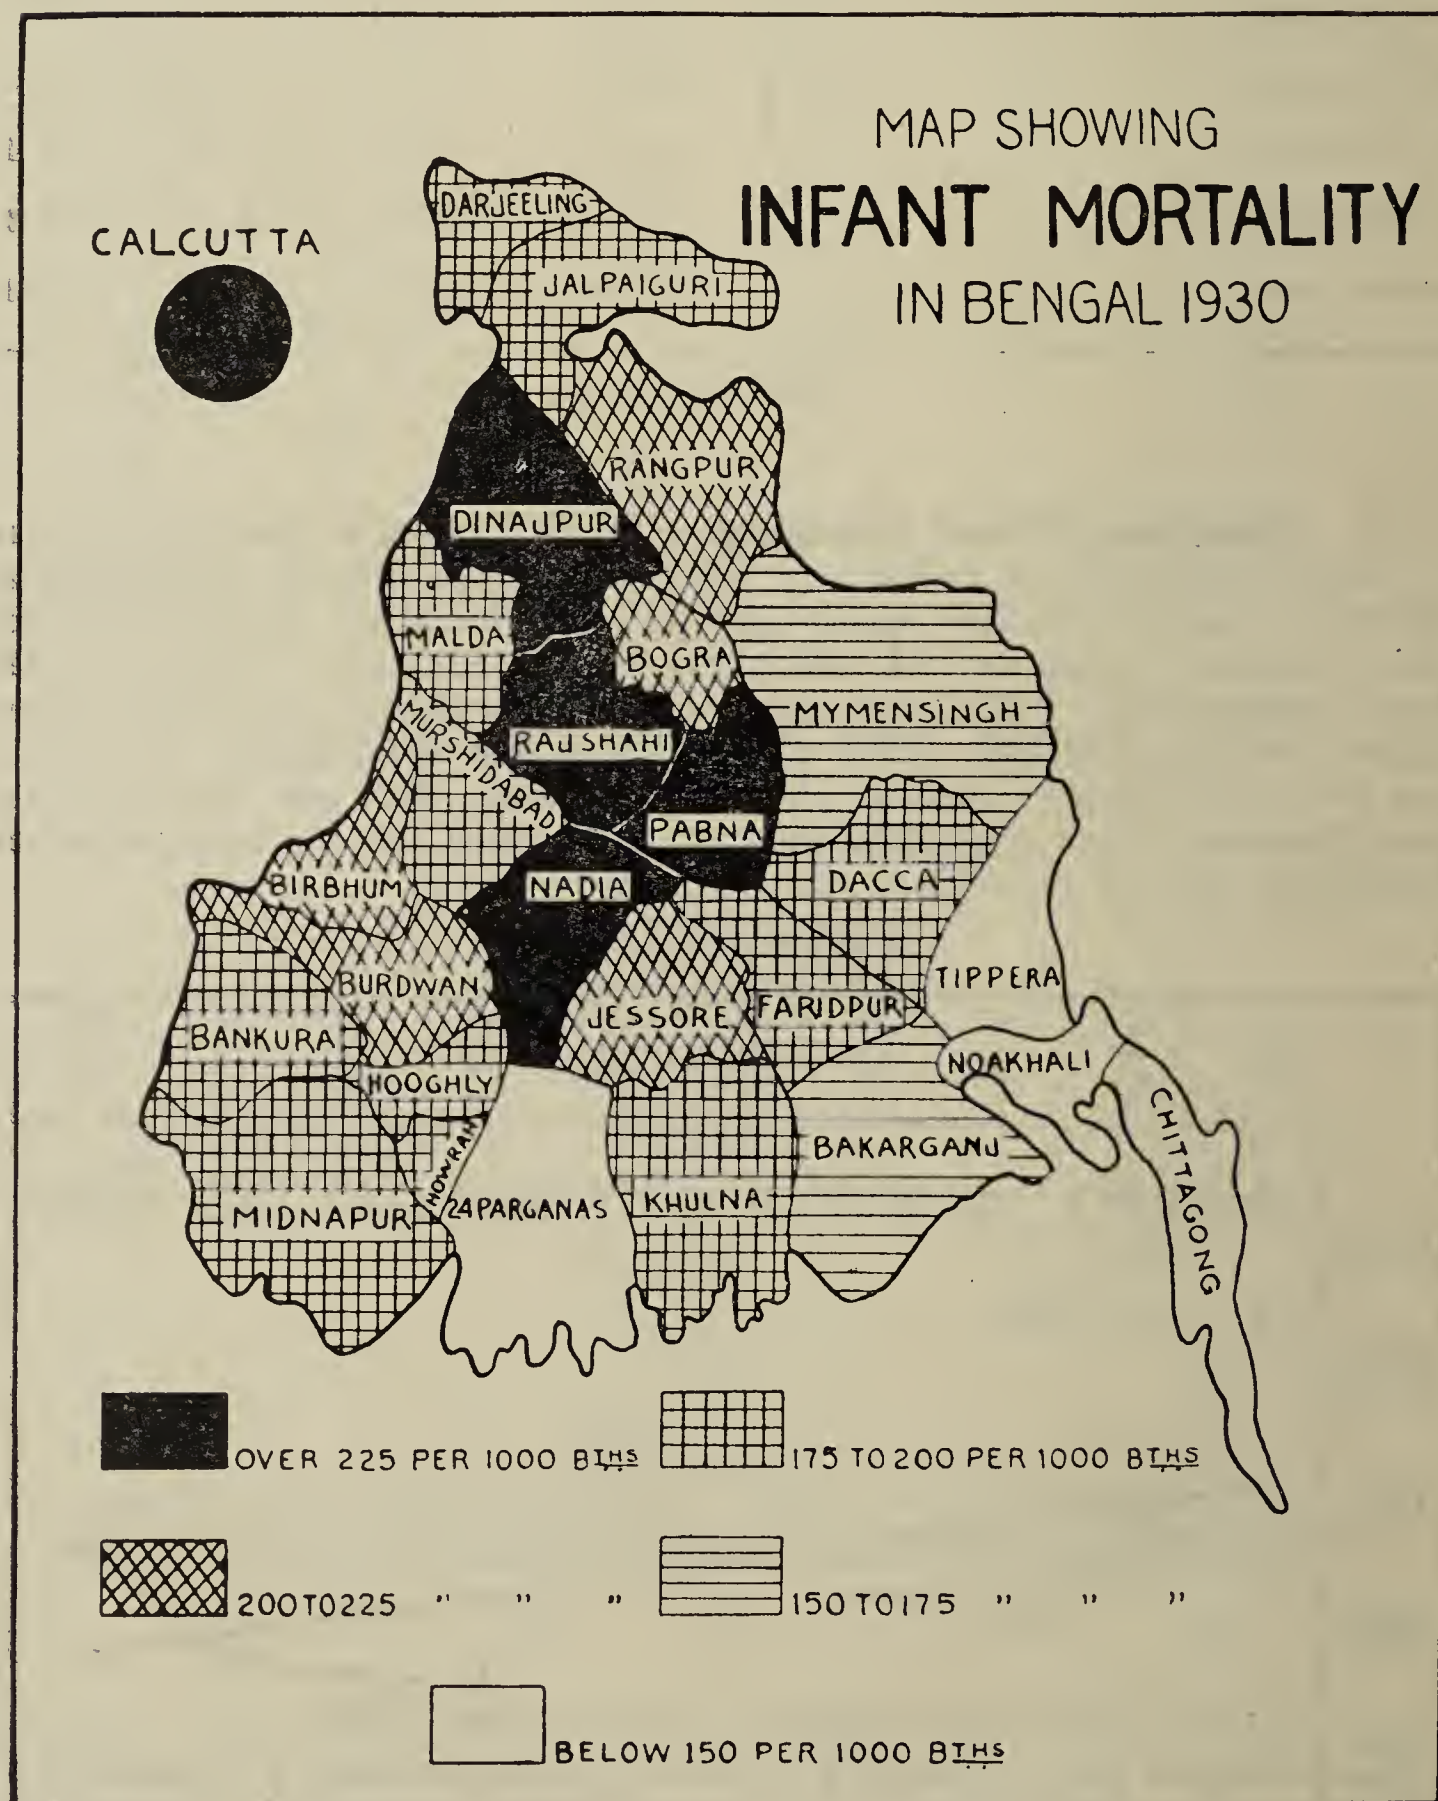 MAP SHOWING
INFANT MORTALITY
IN BENGAL 1930
CALCUTTA
DARJEELING
JALPAIGURI
RANGPUR
DINAJPUR
MALDA
BOGRA
MYMENSINGH
MURSHIDABAD
RAJSHAHI
PABNA
DACCA
BIRBHUM
NADIA
BURDWAN
TIPPERA
JESSORE
FARIDPUR
BANKURA
NOAKHALI
HOOGHLY
CHITTAGONG
HOWRAH
BAKARGANJ
MIDNAPUR
24 PARGANAS
KHULNA
OVER 225 PER 1000 BTHS
175 TO 200 PER 1000 BTHS
200 TO 225 " " "
150 TO 175 " " "
BELOW 150 PER 1000 BTHS